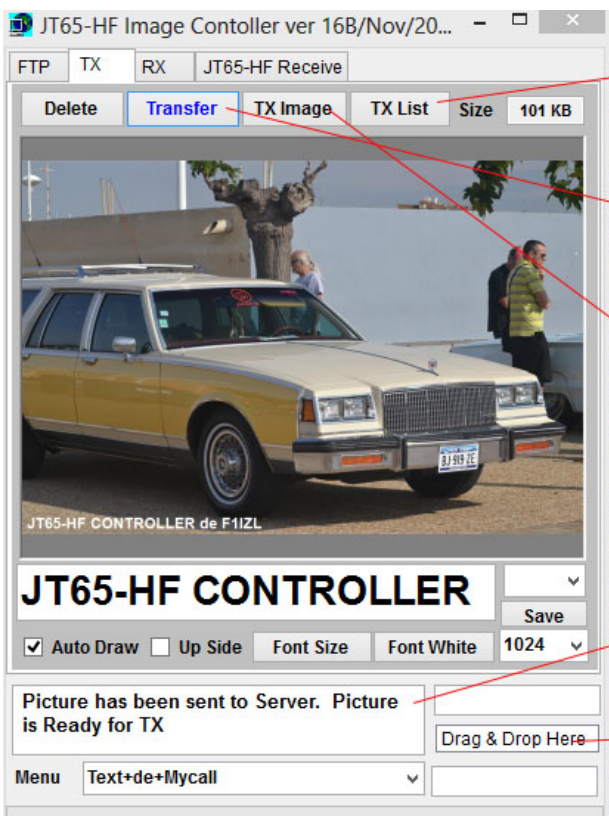 JT65-HF Image Contoller ver 16B/Nov/20...
FTP TX RX JT65-HF Receive
Delete Transfer TX Image TX List Size 101 KB
BJ-919-ZE
JT65-HF CONTROLLER de F1IZL
JT65-HF CONTROLLER
Save
Auto Draw Up Side Font Size Font White 1024
Picture has been sent to Server. Picture
is Ready for TX
Drag & Drop Here
Menu Text+de+Mycall